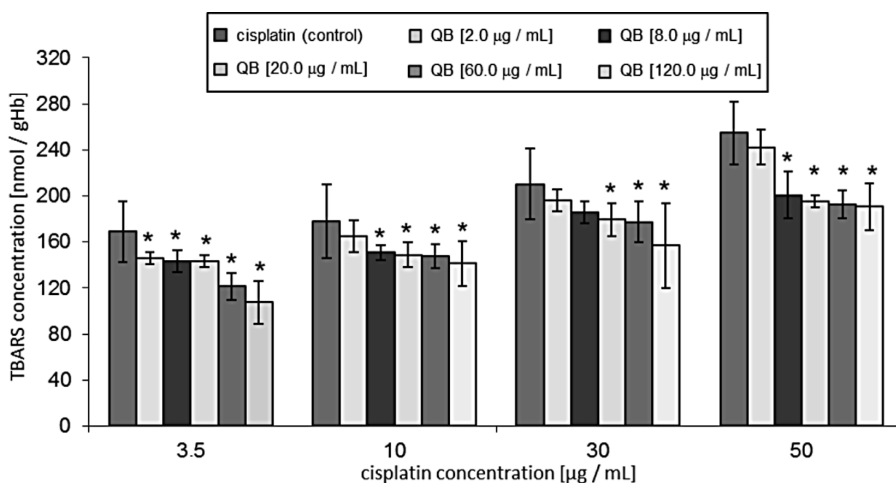 cisplatin (control) QB [2.0 µg / mL] QB [8.0 µg / mL]
QB [20.0 µg / mL] QB [60.0 µg / mL] QB [120.0 µg / mL]
TBARS concentration [nmol / gHb]
320
280
240
200
160
120
80
40
0
* * * * *
* * * *
* * *
* * * *
3.5 10 30 50
cisplatin concentration [µg / mL]